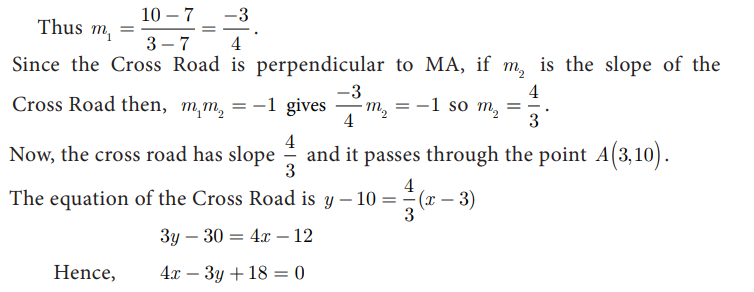 Thus m₁ = (10 – 7)/(3 – 7) = –3/4 .
Since the Cross Road is perpendicular to MA, if m₂ is the slope of the
Cross Road then, m₁m₂ = –1 gives –3/4 m₂ = –1 so m₂ = 4/3 .
Now, the cross road has slope 4/3 and it passes through the point A(3,10).
The equation of the Cross Road is y – 10 = 4/3 (x – 3)
3y – 30 = 4x – 12
Hence, 4x – 3y + 18 = 0